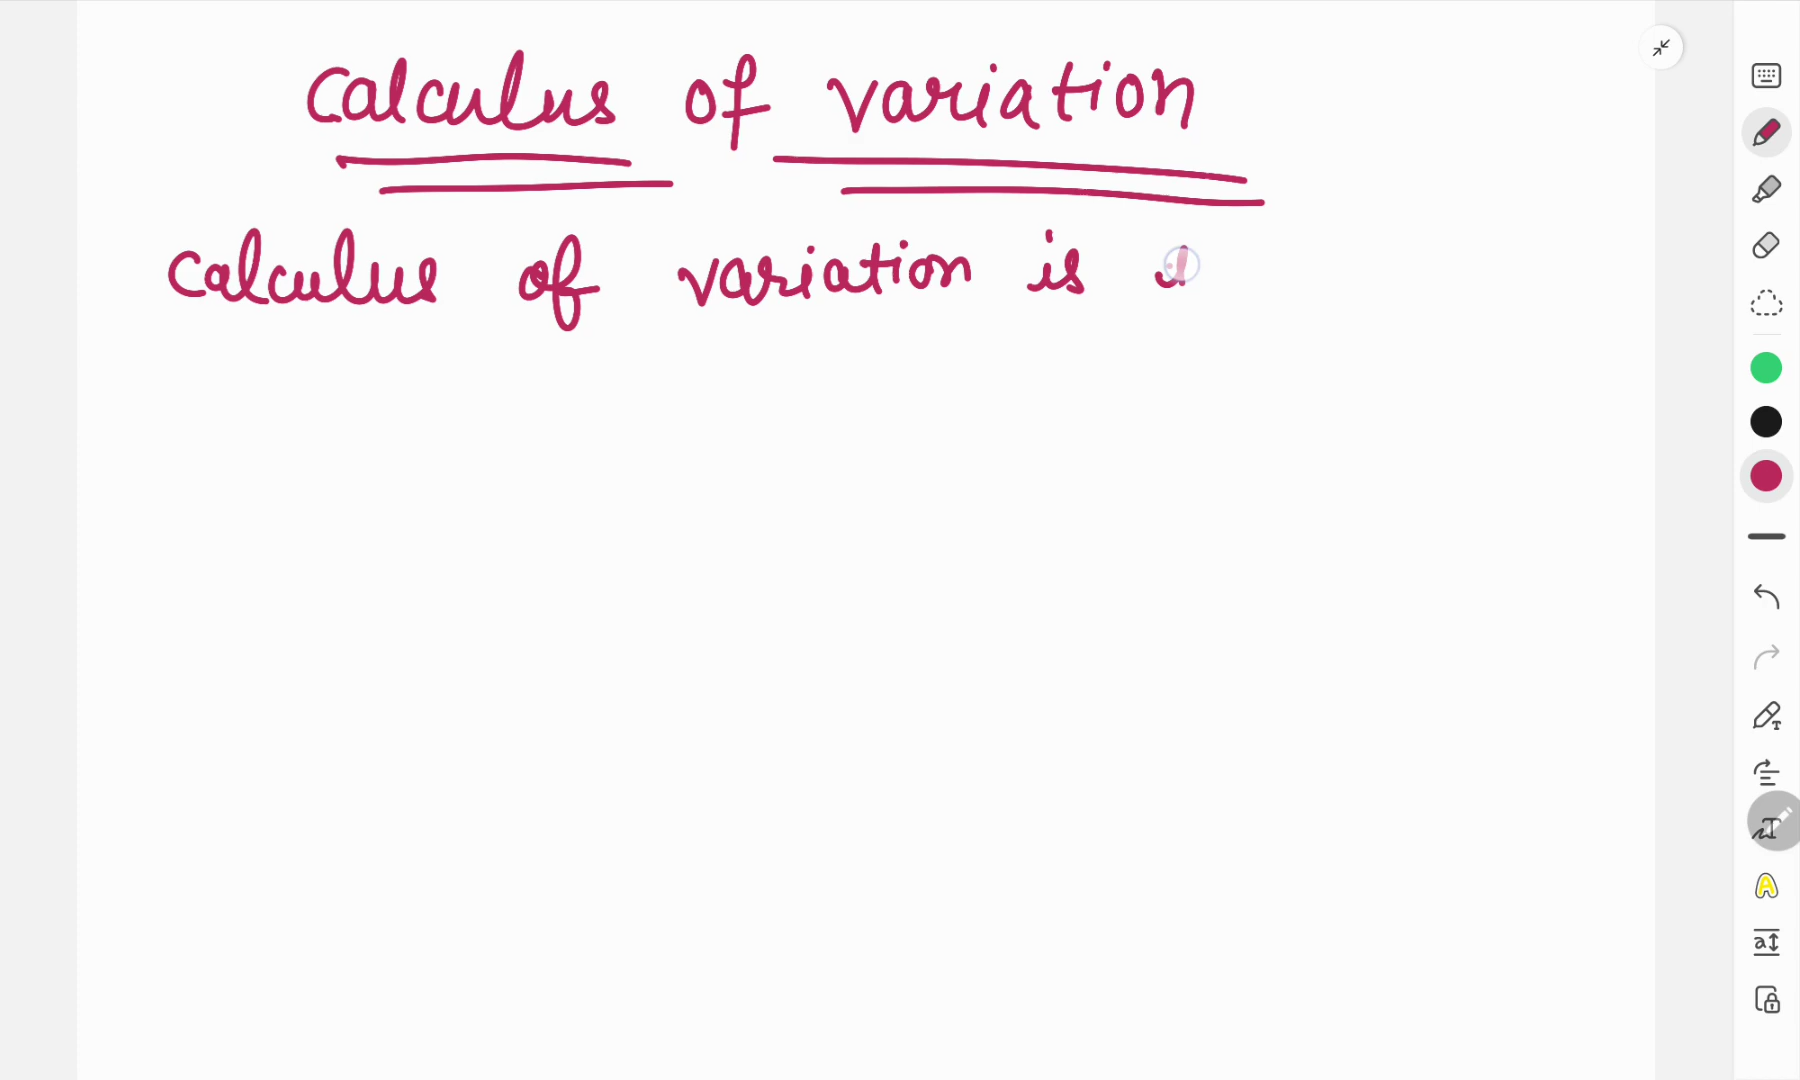 calculus of variation
calculus of variation is